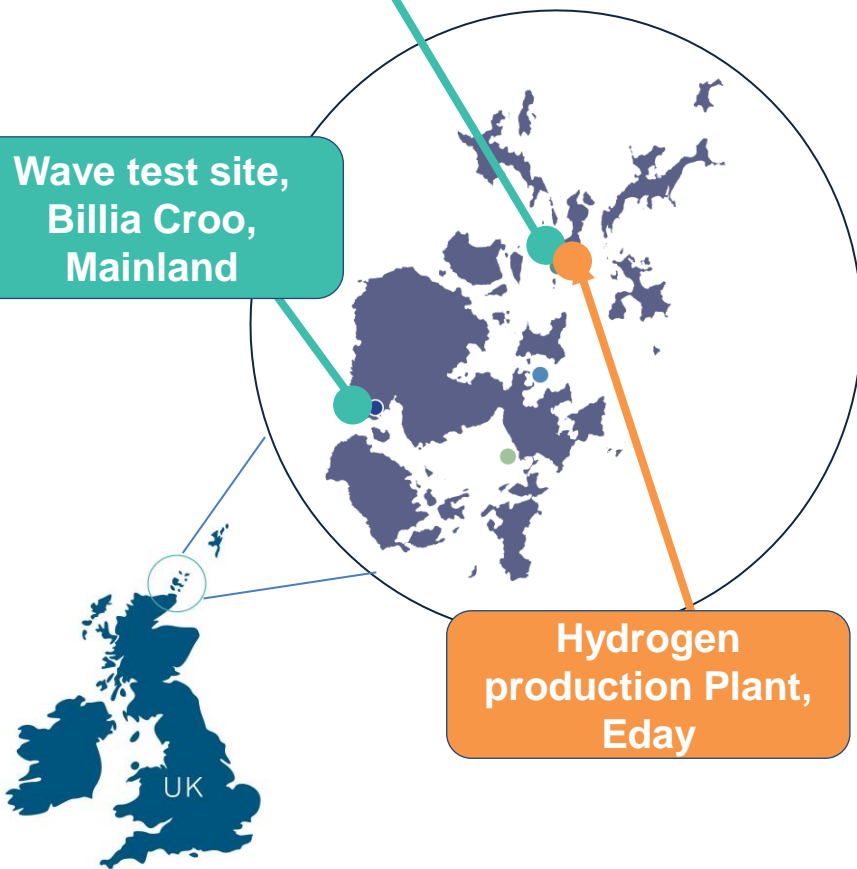 Wave test site,
Billia Croo,
Mainland
Hydrogen
production Plant,
Eday
UK